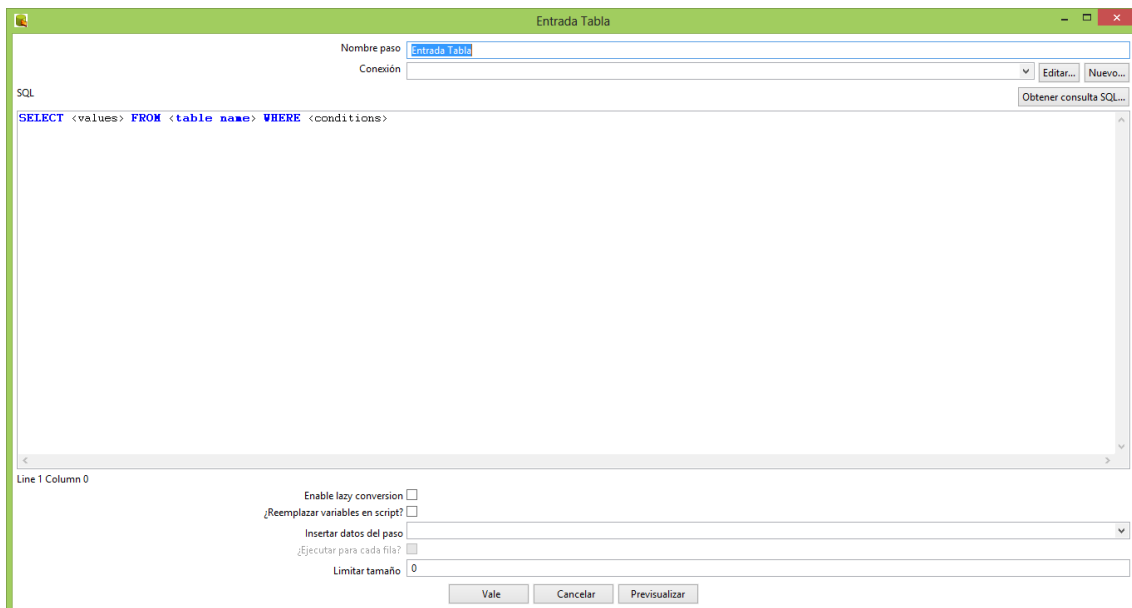 Entrada Tabla
Nombre paso Entrada Tabla
Conexión Editar... Nuevo...
SQL Obtener consulta SQL...
SELECT <values> FROM <table name> WHERE <conditions>
Line 1 Column 0
Enable lazy conversion
¿Reemplazar variables en script?
Insertar datos del paso
¿Ejecutar para cada fila?
Limitar tamaño 0
Vale Cancelar Previsualizar